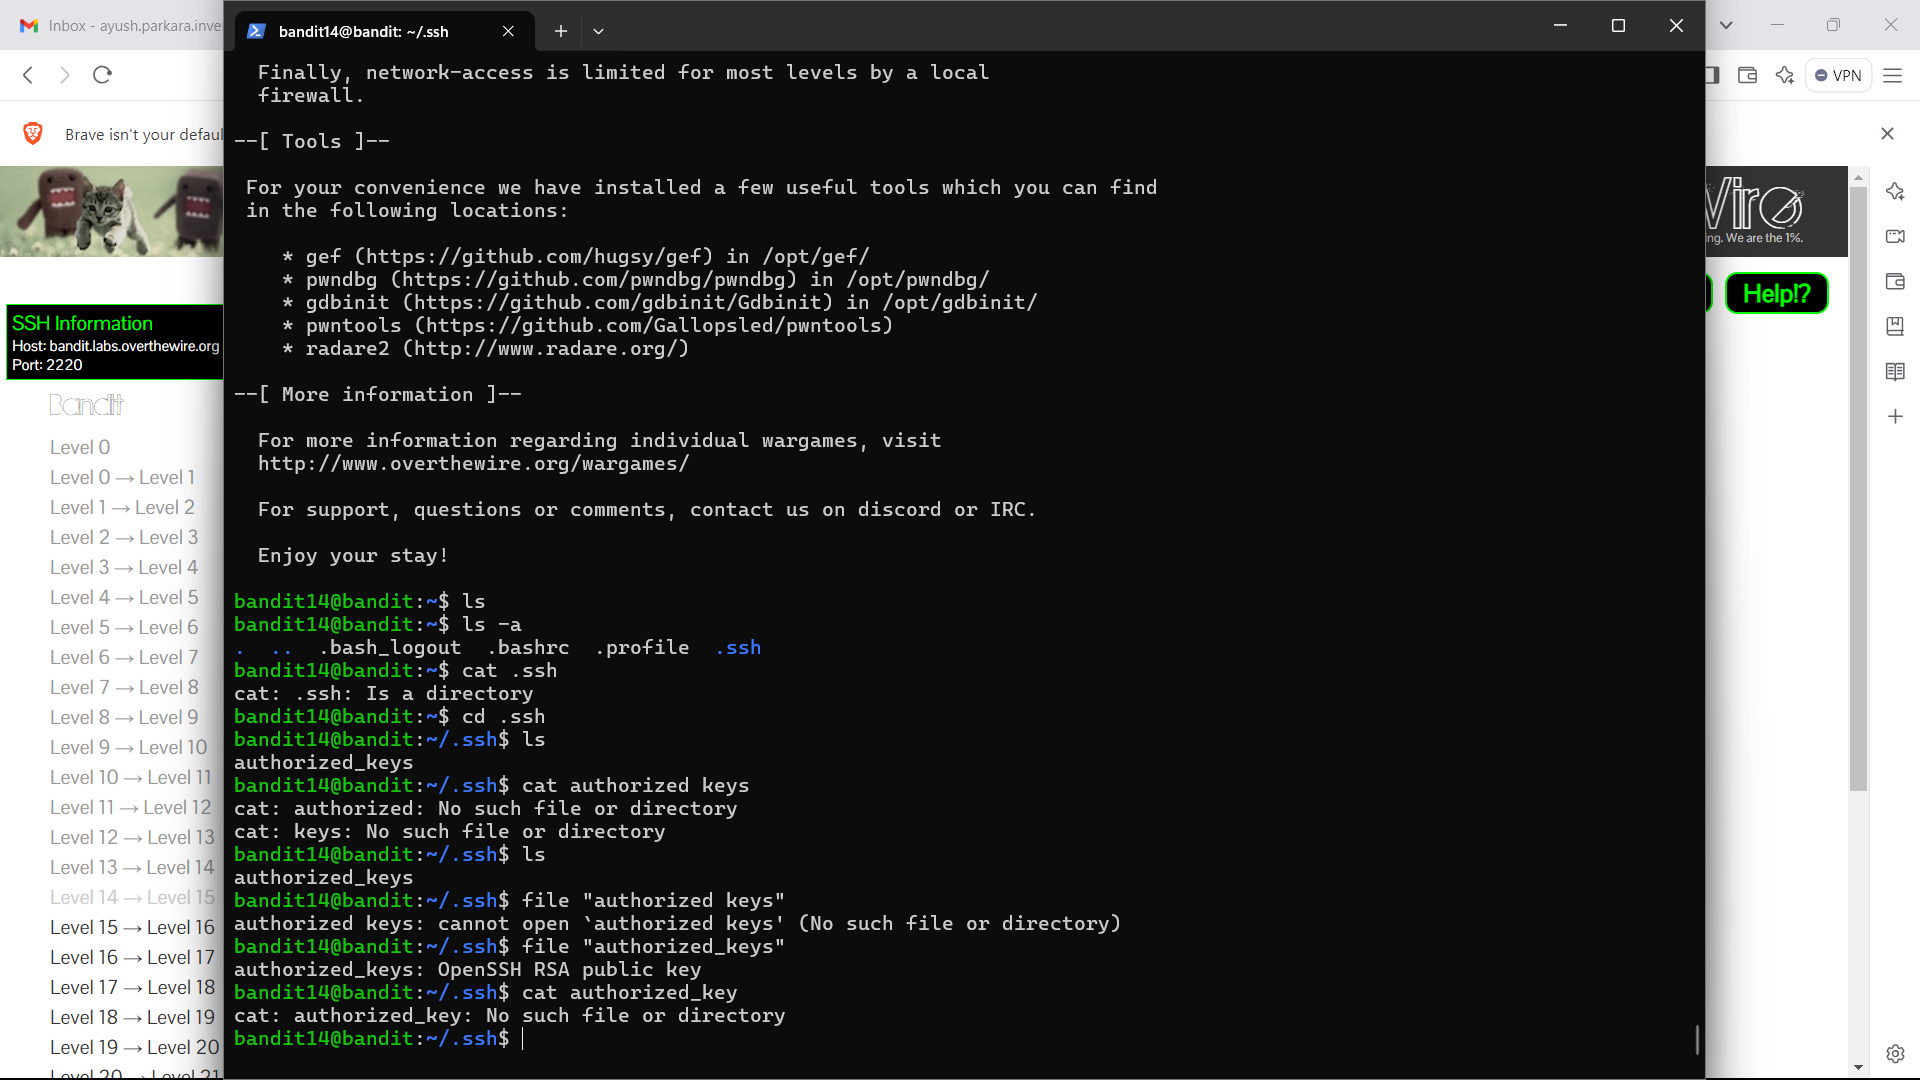 Inbox - ayush.parkara.inve
bandit14@bandit: ~/.ssh
VPN
Brave isn't your defaul
ng. We are the 1%.
Help!?
SSH Information
Host: bandit.labs.overthewire.org
Port: 2220
Bandit
Level 0
Level 0 → Level 1
Level 1 → Level 2
Level 2 → Level 3
Level 3 → Level 4
Level 4 → Level 5
Level 5 → Level 6
Level 6 → Level 7
Level 7 → Level 8
Level 8 → Level 9
Level 9 → Level 10
Level 10 → Level 11
Level 11 → Level 12
Level 12 → Level 13
Level 13 → Level 14
Level 14 → Level 15
Level 15 → Level 16
Level 16 → Level 17
Level 17 → Level 18
Level 18 → Level 19
Level 19 → Level 20
Level 20 → Level 21
Finally, network-access is limited for most levels by a local
firewall.
--[ Tools ]--
For your convenience we have installed a few useful tools which you can find
in the following locations:
* gef (https://github.com/hugsy/gef) in /opt/gef/
* pwndbg (https://github.com/pwndbg/pwndbg) in /opt/pwndbg/
* gdbinit (https://github.com/gdbinit/Gdbinit) in /opt/gdbinit/
* pwntools (https://github.com/Gallopsled/pwntools)
* radare2 (http://www.radare.org/)
--[ More information ]--
For more information regarding individual wargames, visit
http://www.overthewire.org/wargames/
For support, questions or comments, contact us on discord or IRC.
Enjoy your stay!
bandit14@bandit:~$ ls
bandit14@bandit:~$ ls -a
. .. .bash_logout .bashrc .profile .ssh
bandit14@bandit:~$ cat .ssh
cat: .ssh: Is a directory
bandit14@bandit:~$ cd .ssh
bandit14@bandit:~/.ssh$ ls
authorized_keys
bandit14@bandit:~/.ssh$ cat authorized keys
cat: authorized: No such file or directory
cat: keys: No such file or directory
bandit14@bandit:~/.ssh$ ls
authorized_keys
bandit14@bandit:~/.ssh$ file "authorized keys"
authorized keys: cannot open `authorized keys' (No such file or directory)
bandit14@bandit:~/.ssh$ file "authorized_keys"
authorized_keys: OpenSSH RSA public key
bandit14@bandit:~/.ssh$ cat authorized_key
cat: authorized_key: No such file or directory
bandit14@bandit:~/.ssh$